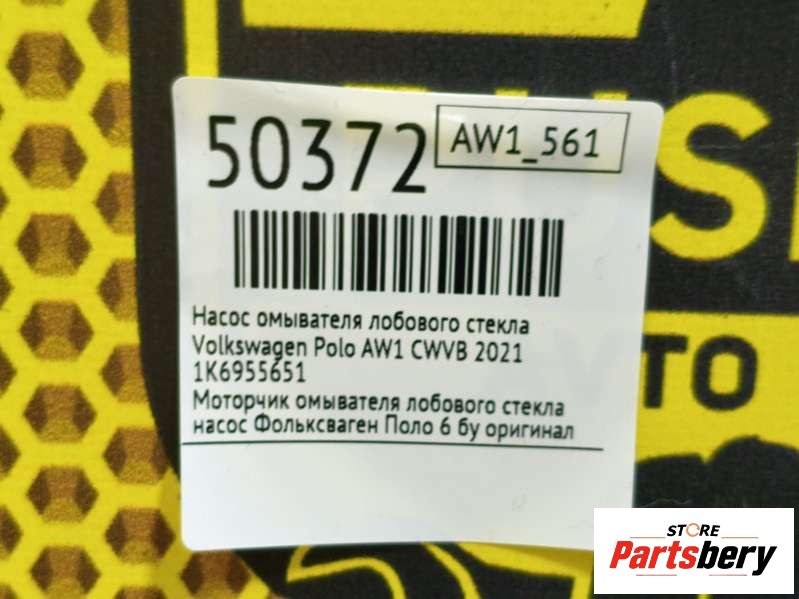 50372
AW1_561
Насос омывателя лобового стекла
Volkswagen Polo AW1 CWVB 2021
1K6955651
Моторчик омывателя лобового стекла
насос Фольксваген Поло 6 бу оригинал
STORE
Partsbery